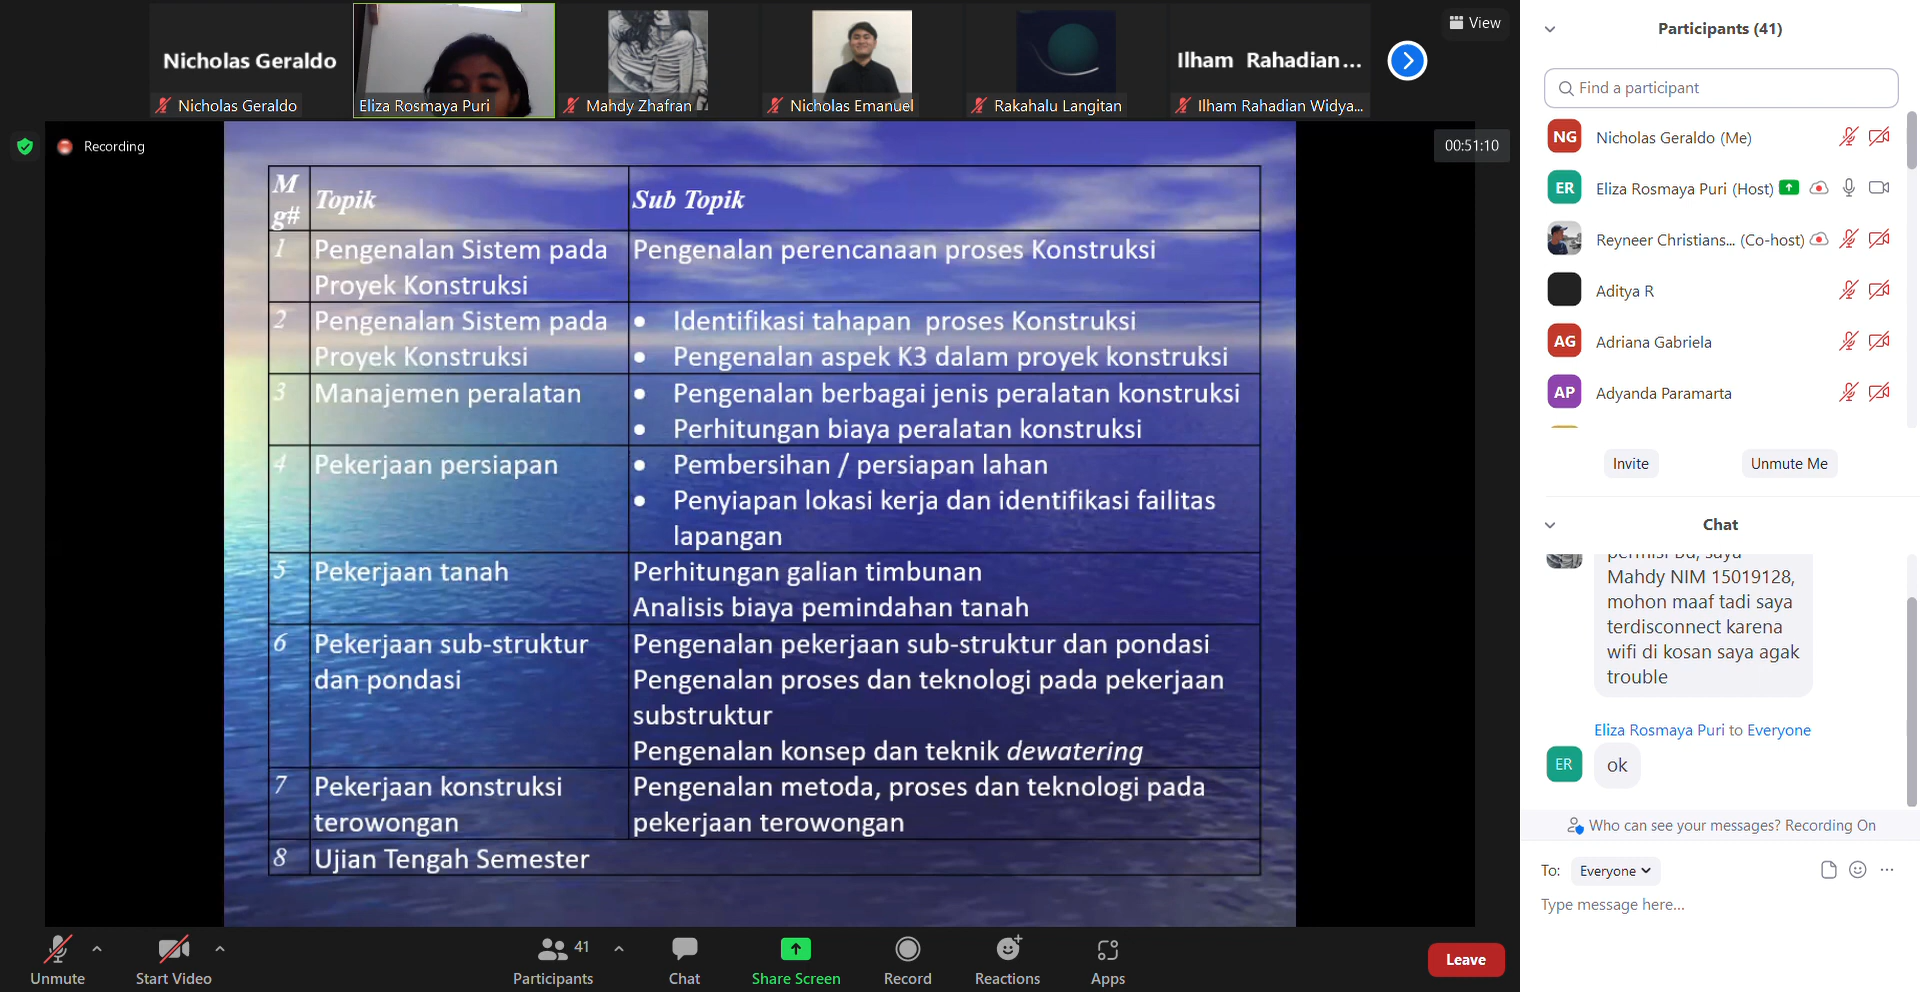 Nicholas Geraldo
Ilham Rahadian...
View
Nicholas Geraldo
Eliza Rosmaya Puri
Mahdy Zhafran
Nicholas Emanuel
Rakahalu Langitan
Ilham Rahadian Widya...
Recording
00:51:10
M
g#
Topik
Sub Topik
1
Pengenalan Sistem pada
Proyek Konstruksi
Pengenalan perencanaan proses Konstruksi
2
Pengenalan Sistem pada
Proyek Konstruksi
• Identifikasi tahapan proses Konstruksi
• Pengenalan aspek K3 dalam proyek konstruksi
3
Manajemen peralatan
• Pengenalan berbagai jenis peralatan konstruksi
• Perhitungan biaya peralatan konstruksi
4
Pekerjaan persiapan
• Pembersihan / persiapan lahan
• Penyiapan lokasi kerja dan identifikasi failitas
lapangan
5
Pekerjaan tanah
Perhitungan galian timbunan
Analisis biaya pemindahan tanah
6
Pekerjaan sub-struktur
dan pondasi
Pengenalan pekerjaan sub-struktur dan pondasi
Pengenalan proses dan teknologi pada pekerjaan
substruktur
Pengenalan konsep dan teknik dewatering
7
Pekerjaan konstruksi
terowongan
Pengenalan metoda, proses dan teknologi pada
pekerjaan terowongan
8
Ujian Tengah Semester
Unmute
Start Video
41
Participants
Chat
Share Screen
Record
Reactions
Apps
Leave
Participants (41)
Find a participant
NG
Nicholas Geraldo (Me)
ER
Eliza Rosmaya Puri (Host)
Reyneer Christians... (Co-host)
Aditya R
AG
Adriana Gabriela
AP
Adyanda Paramarta
Invite
Unmute Me
Chat
permisi Bu, saya
Mahdy NIM 15019128,
mohon maaf tadi saya
terdisconnect karena
wifi di kosan saya agak
trouble
Eliza Rosmaya Puri to Everyone
ER
ok
Who can see your messages? Recording On
To:
Everyone
Type message here...